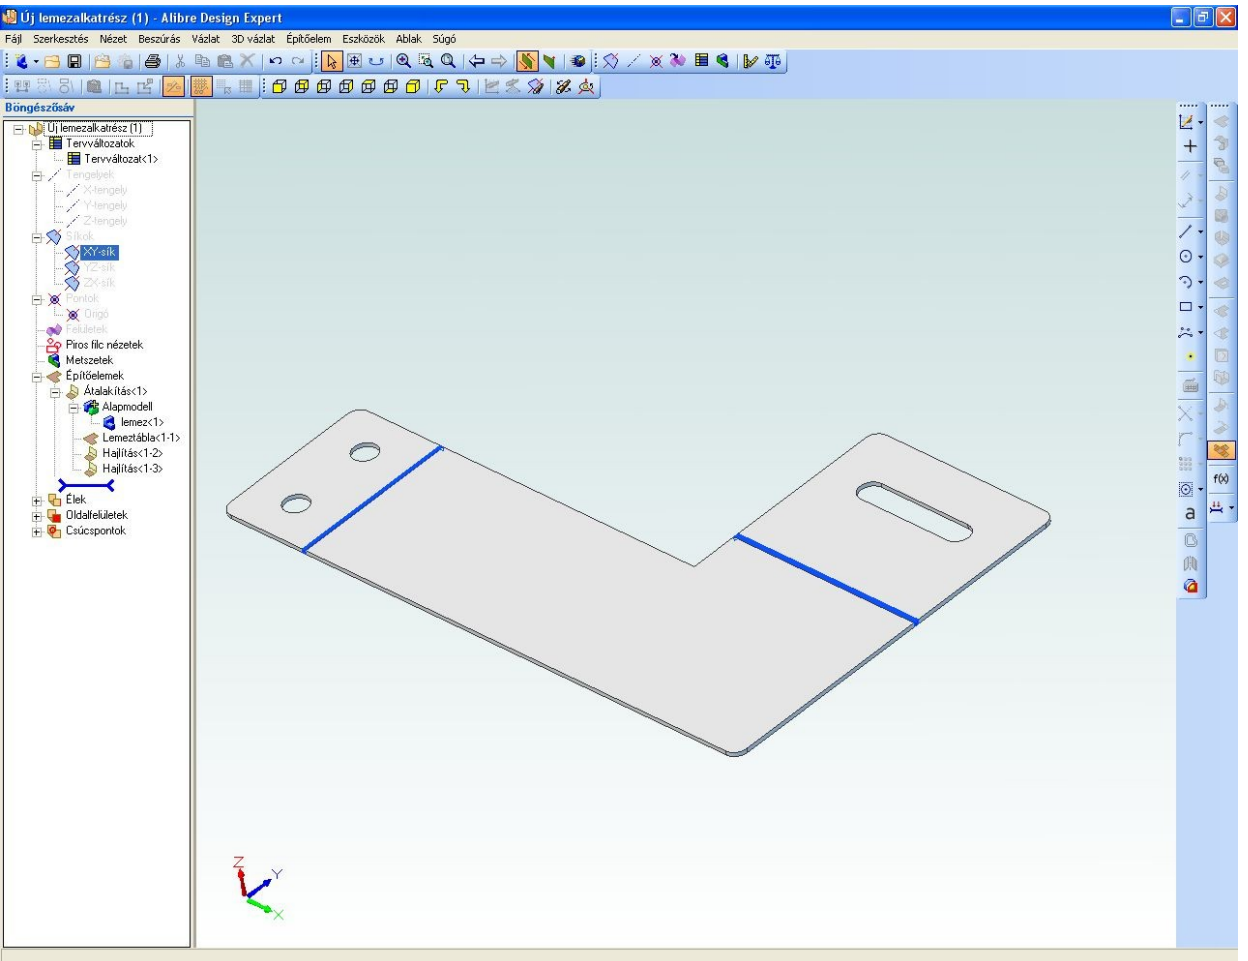 Új lemezalkatrész (1) - Alibre Design Expert
Fájl Szerkesztés Nézet Beszúrás Vázlat 3D vázlat Építőelem Eszközök Ablak Súgó
Böngészősáv
Új lemezalkatrész (1)
Tervváltozatok
Tervváltozat<1>
Tengelyek
X-tengely
Y-tengely
Z-tengely
Síkok
XY-sík
YZ-sík
ZX-sík
Pontok
Origó
Felületek
Piros filc nézetek
Metszetek
Építőelemek
Átalakítás<1>
Alapmodell
lemez<1>
Lemeztábla<1-1>
Hajlítás<1-2>
Hajlítás<1-3>
Élek
Oldalfelületek
Csúcspontok
f(x)
a
Z
Y
X